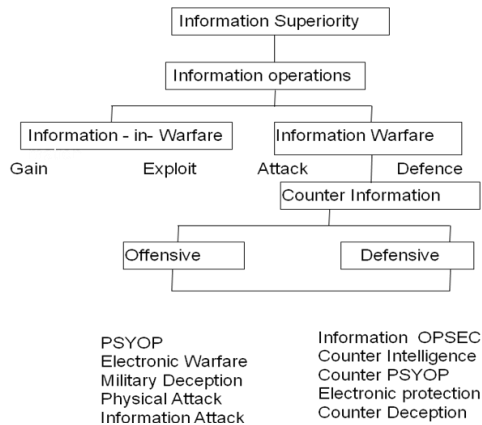 Information Superiority
Information operations
Information - in- Warfare
Information Warfare
Gain Exploit Attack Defence
Counter Information
Offensive
Defensive
PSYOP
Electronic Warfare
Military Deception
Physical Attack
Information Attack
Information OPSEC
Counter Intelligence
Counter PSYOP
Electronic protection
Counter Deception